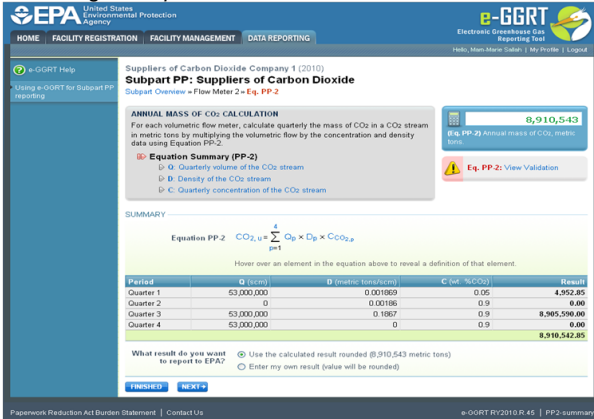 EPA United States Environmental Protection Agency
e-GGRT
Electronic Greenhouse Gas
Reporting Tool
HOME FACILITY REGISTRATION FACILITY MANAGEMENT DATA REPORTING
Hello, Mam-Marie Sallah | My Profile | Logout
e-GGRT Help
Using e-GGRT for Subpart PP
reporting
Suppliers of Carbon Dioxide Company 1 (2010)
Subpart PP: Suppliers of Carbon Dioxide
Subpart Overview » Flow Meter 2 » Eq. PP-2
ANNUAL MASS OF CO2 CALCULATION
For each volumetric flow meter, calculate quarterly the mass of CO2 in a CO2 stream
in metric tons by multiplying the volumetric flow by the concentration and density
data using Equation PP-2.
Equation Summary (PP-2)
Q: Quarterly volume of the CO2 stream
D: Density of the CO2 stream
C: Quarterly concentration of the CO2 stream
8,910,543
(Eq. PP-2) Annual mass of CO2, metric
tons.
Eq. PP-2: View Validation
SUMMARY
4
Equation PP-2 CO2, u = ∑ Qp × Dp × CCO2,p
p=1
Hover over an element in the equation above to reveal a definition of that element.
Period Q (scm) D (metric tons/scm) C (wt. %CO2) Result
Quarter 1 53,000,000 0.001869 0.05 4,952.85
Quarter 2 0 0.00186 0.9 0.00
Quarter 3 53,000,000 0.1867 0.9 8,905,590.00
Quarter 4 53,000,000 0 0.9 0.00
8,910,542.85
What result do you want
to report to EPA?
Use the calculated result rounded (8,910,543 metric tons)
Enter my own result (value will be rounded)
FINISHED NEXT
Paperwork Reduction Act Burden Statement | Contact Us e-GGRT RY2010.R.45 | PP2-summary